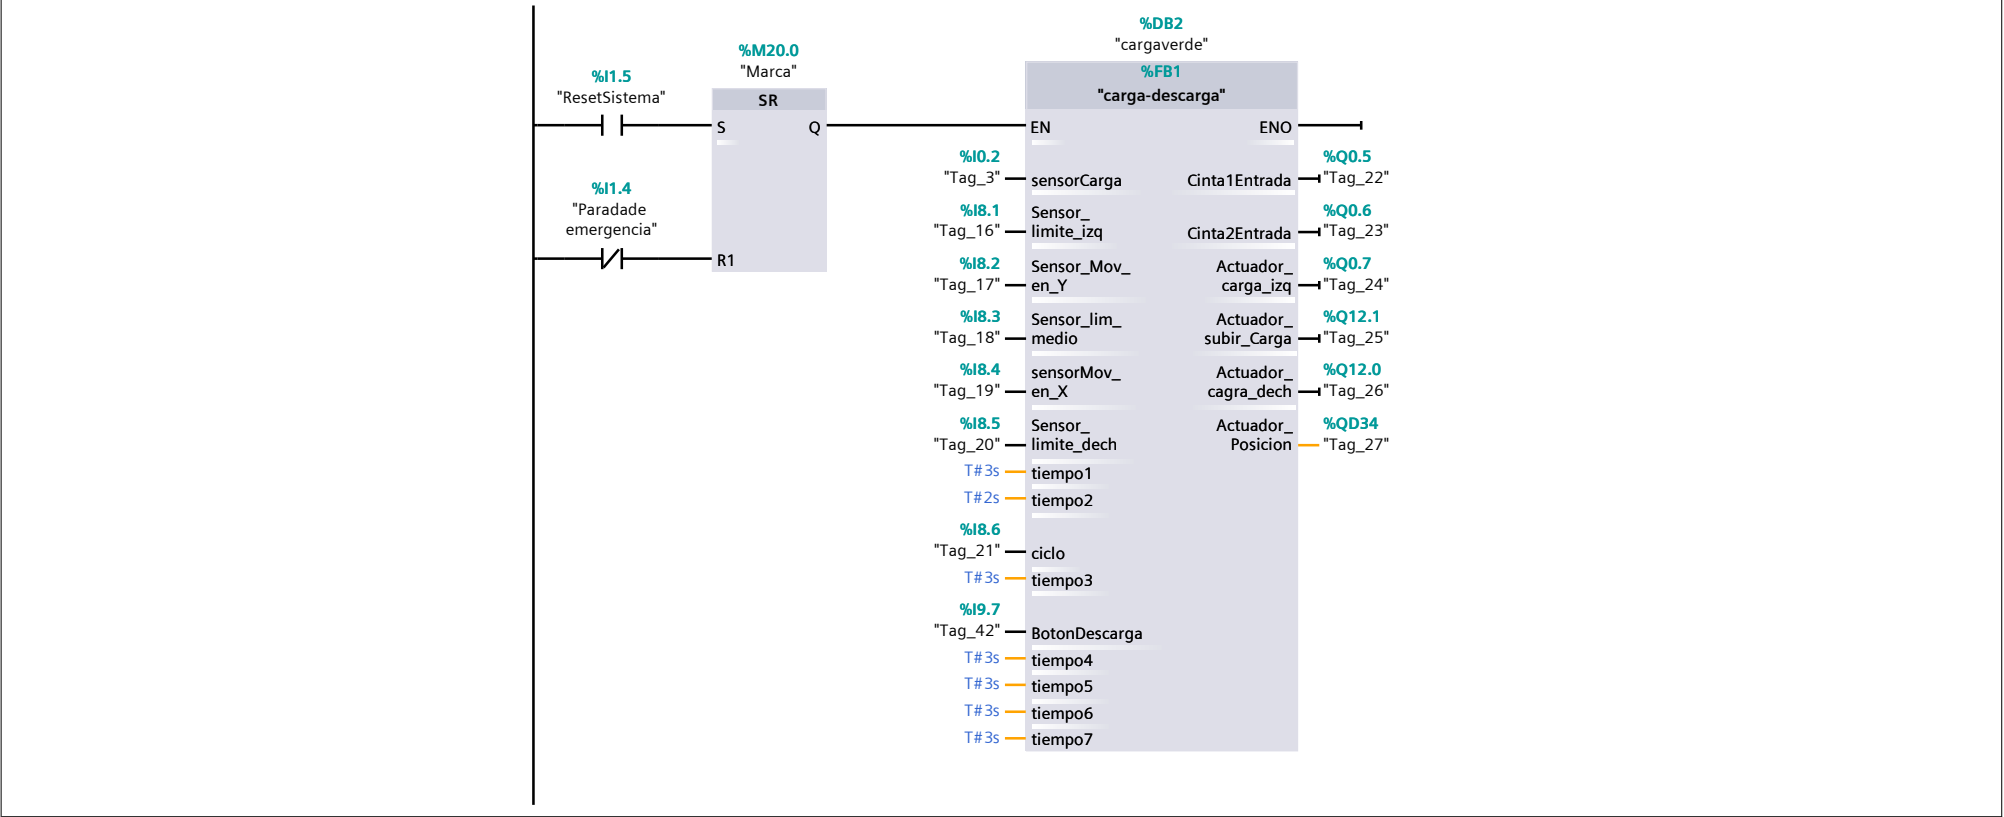 %DB2
"cargaverde"
%M20.0
"Marca"
%FB1
"carga-descarga"
%I1.5
"ResetSistema"
SR
S Q
EN ENO
%I1.4
"Paradade
emergencia"
R1
%I0.2
"Tag_3" sensorCarga
Cinta1Entrada %Q0.5
"Tag_22"
%I8.1
"Tag_16" Sensor_
limite_izq
Cinta2Entrada %Q0.6
"Tag_23"
%I8.2
"Tag_17" Sensor_Mov_
en_Y
Actuador_
carga_izq %Q0.7
"Tag_24"
%I8.3
"Tag_18" Sensor_lim_
medio
Actuador_
subir_Carga %Q12.1
"Tag_25"
%I8.4
"Tag_19" sensorMov_
en_X
Actuador_
cagra_dech %Q12.0
"Tag_26"
%I8.5
"Tag_20" Sensor_
limite_dech
Actuador_
Posicion %QD34
"Tag_27"
T#3s tiempo1
T#2s tiempo2
%I8.6
"Tag_21" ciclo
T#3s tiempo3
%I9.7
"Tag_42" BotonDescarga
T#3s tiempo4
T#3s tiempo5
T#3s tiempo6
T#3s tiempo7